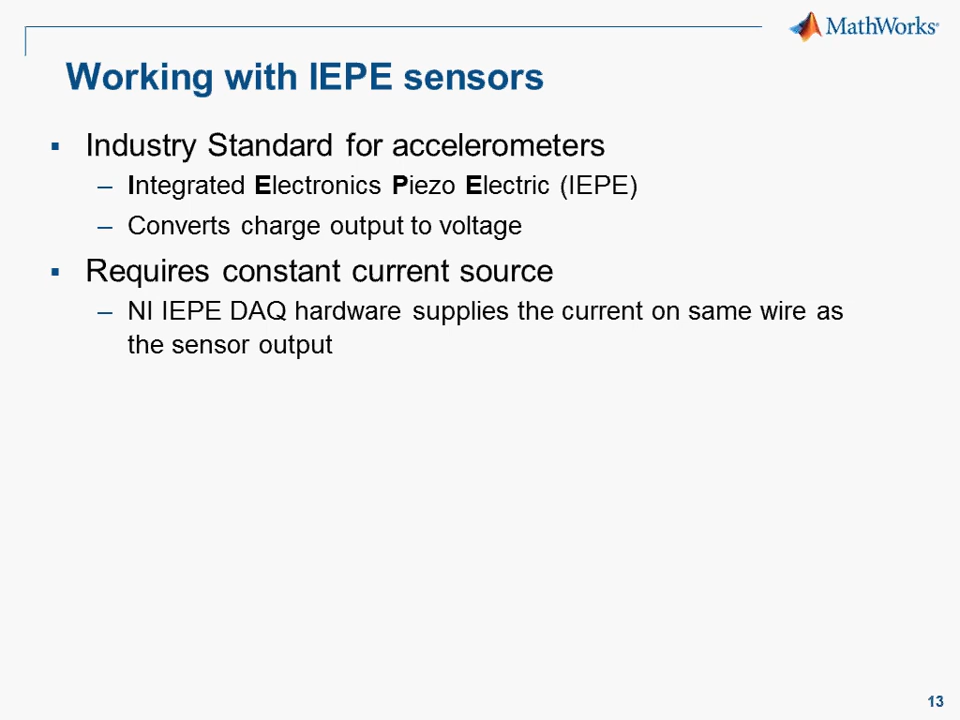 MathWorks®
Working with IEPE sensors
▪ Industry Standard for accelerometers
– Integrated Electronics Piezo Electric (IEPE)
– Converts charge output to voltage
▪ Requires constant current source
– NI IEPE DAQ hardware supplies the current on same wire as
the sensor output
13